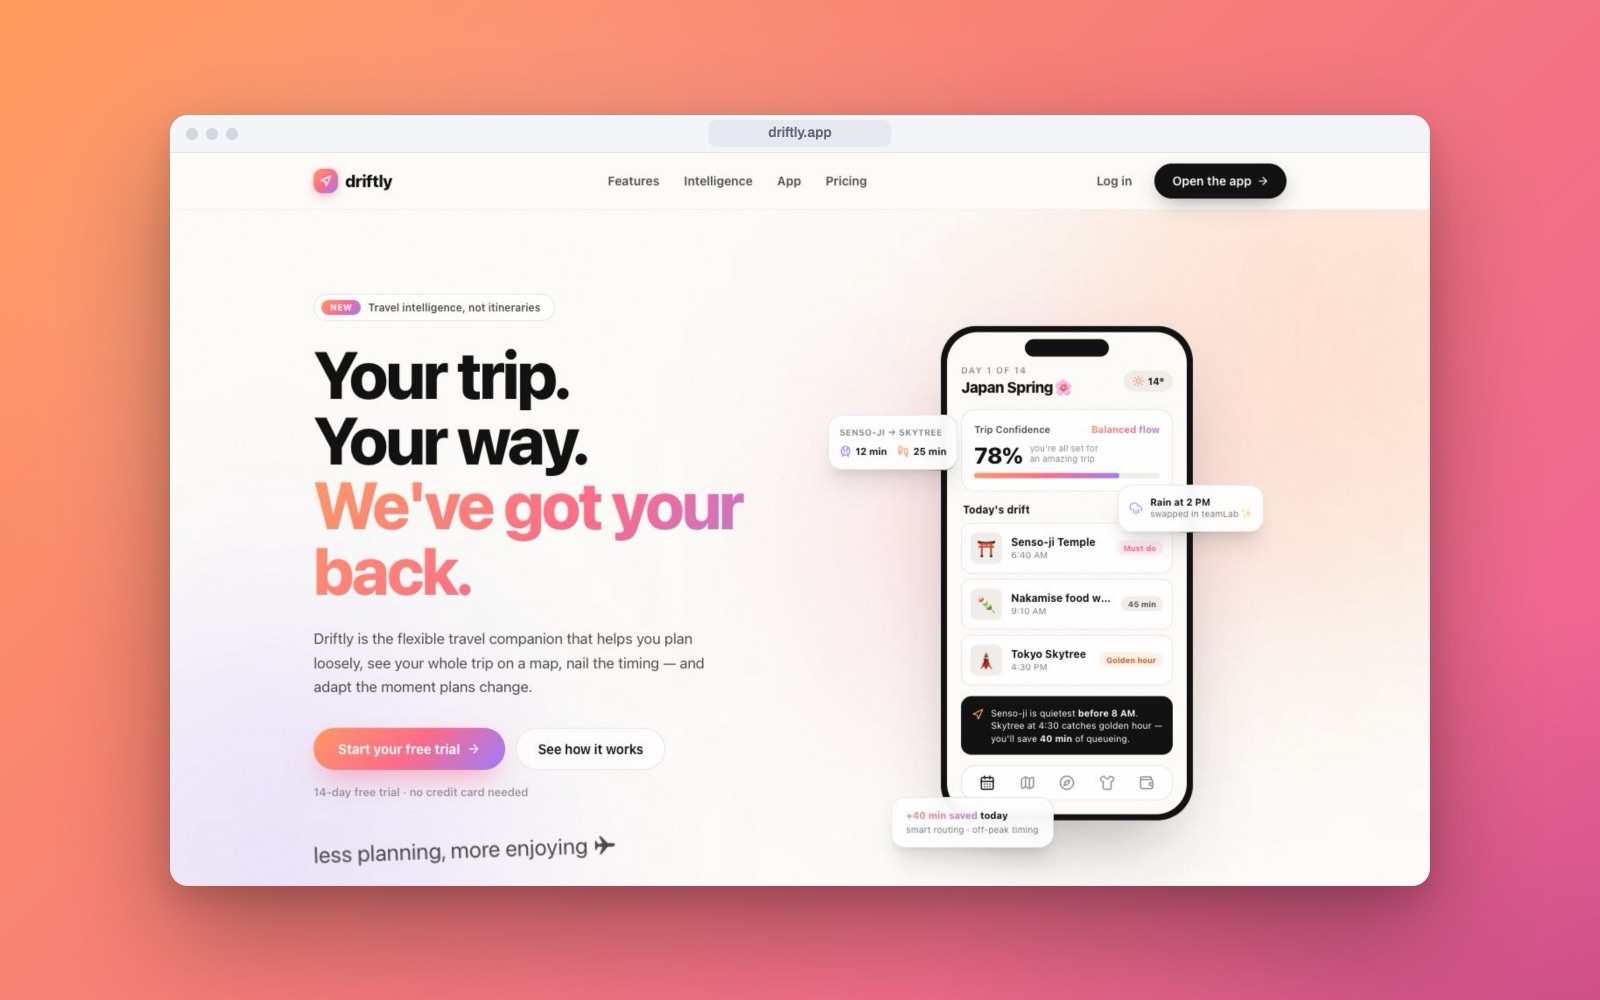 driftly.app
driftly
Features
Intelligence
App
Pricing
Log in
Open the app →
NEW Travel intelligence, not itineraries
Your trip.
Your way.
We've got your
back.
Driftly is the flexible travel companion that helps you plan
loosely, see your whole trip on a map, nail the timing — and
adapt the moment plans change.
Start your free trial →
See how it works
14-day free trial · no credit card needed
less planning, more enjoying ✈
DAY 1 OF 14
Japan Spring🌸
14°
SENSO-JI → SKYTREE
12 min 25 min
Trip Confidence
Balanced flow
78%
you're all set for
an amazing trip
Rain at 2 PM
swapped in teamLab ✨
Today's drift
Senso-ji Temple
6:40 AM
Must do
Nakamise food w...
9:10 AM
45 min
Tokyo Skytree
4:30 PM
Golden hour
Senso-ji is quietest before 8 AM.
Skytree at 4:30 catches golden hour —
you'll save 40 min of queueing.
+40 min saved today
smart routing · off-peak timing